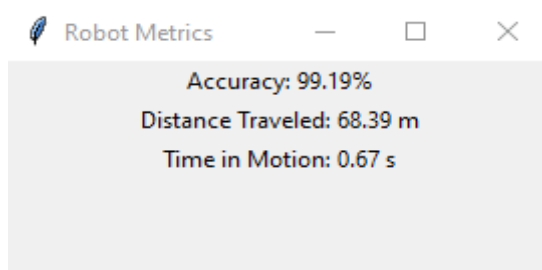 Robot Metrics
Accuracy: 99.19%
Distance Traveled: 68.39 m
Time in Motion: 0.67 s